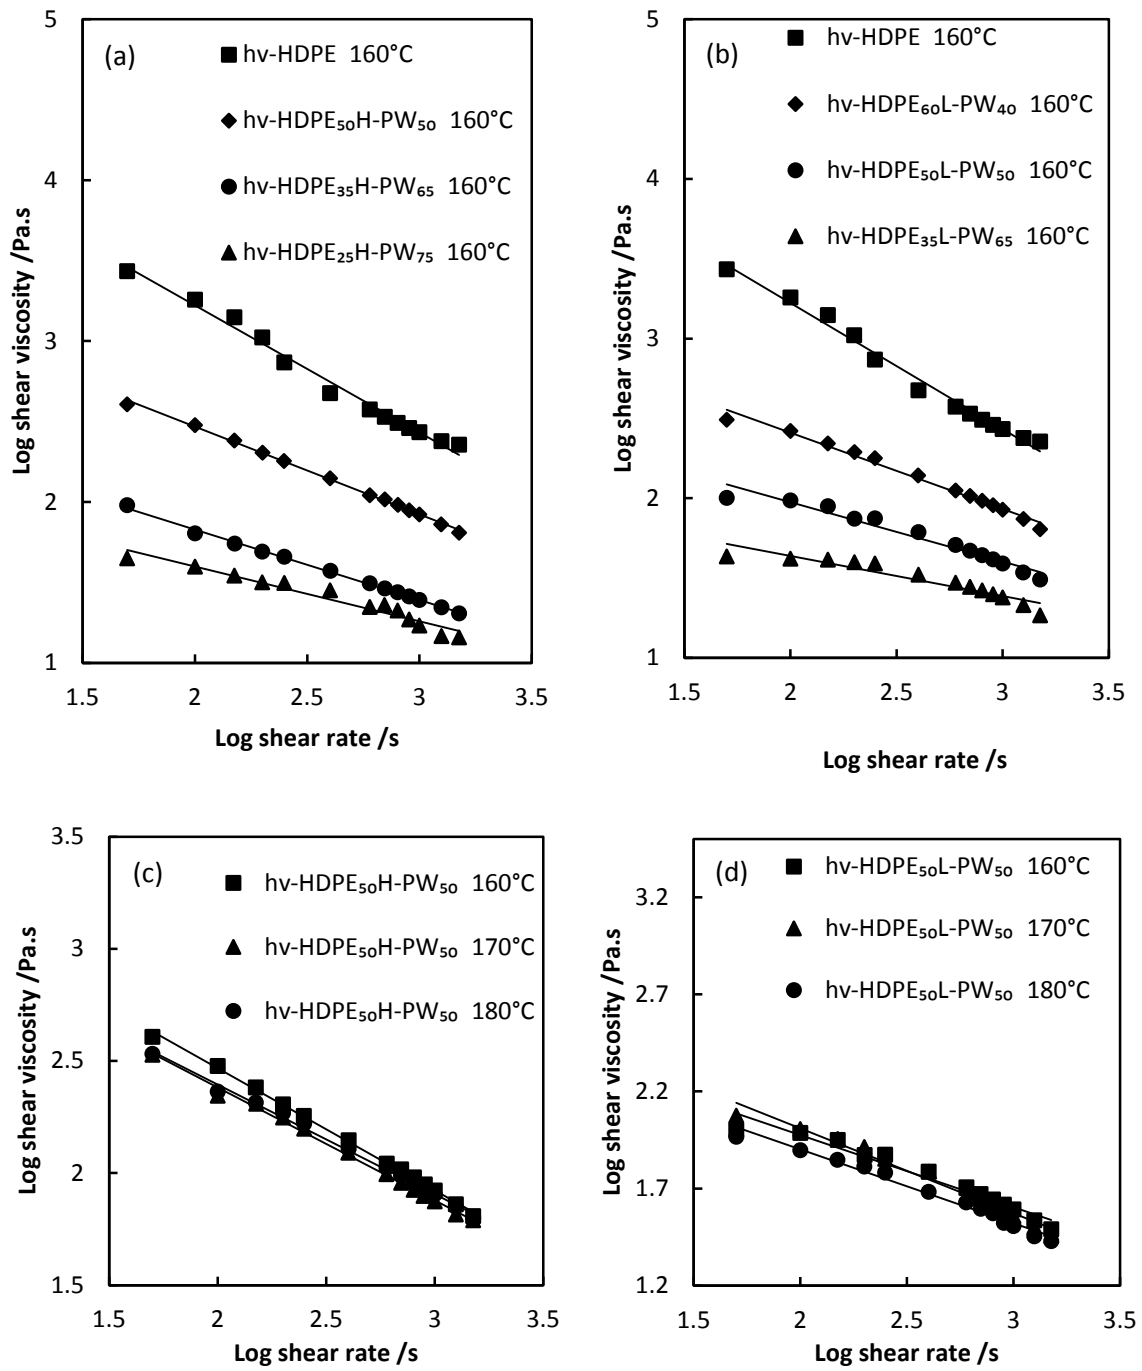 5
4
3
2
1
1.5 2 2.5 3 3.5
Log shear viscosity /Pa.s
Log shear rate /s
(a)
hv-HDPE 160°C
hv-HDPE₅₀H-PW₅₀ 160°C
hv-HDPE₃₅H-PW₆₅ 160°C
hv-HDPE₂₅H-PW₇₅ 160°C
5
4
3
2
1
1.5 2 2.5 3 3.5
Log shear viscosity /Pa.s
Log shear rate /s
(b)
hv-HDPE 160°C
hv-HDPE₆₀L-PW₄₀ 160°C
hv-HDPE₅₀L-PW₅₀ 160°C
hv-HDPE₃₅L-PW₆₅ 160°C
3.5
3
2.5
2
1.5
1.5 2 2.5 3 3.5
Log shear viscosity /Pa.s
Log shear rate /s
(c)
hv-HDPE₅₀H-PW₅₀ 160°C
hv-HDPE₅₀H-PW₅₀ 170°C
hv-HDPE₅₀H-PW₅₀ 180°C
3.2
2.7
2.2
1.7
1.2
1.5 2 2.5 3 3.5
Log shear viscosity /Pa.s
Log shear rate /s
(d)
hv-HDPE₅₀L-PW₅₀ 160°C
hv-HDPE₅₀L-PW₅₀ 170°C
hv-HDPE₅₀L-PW₅₀ 180°C